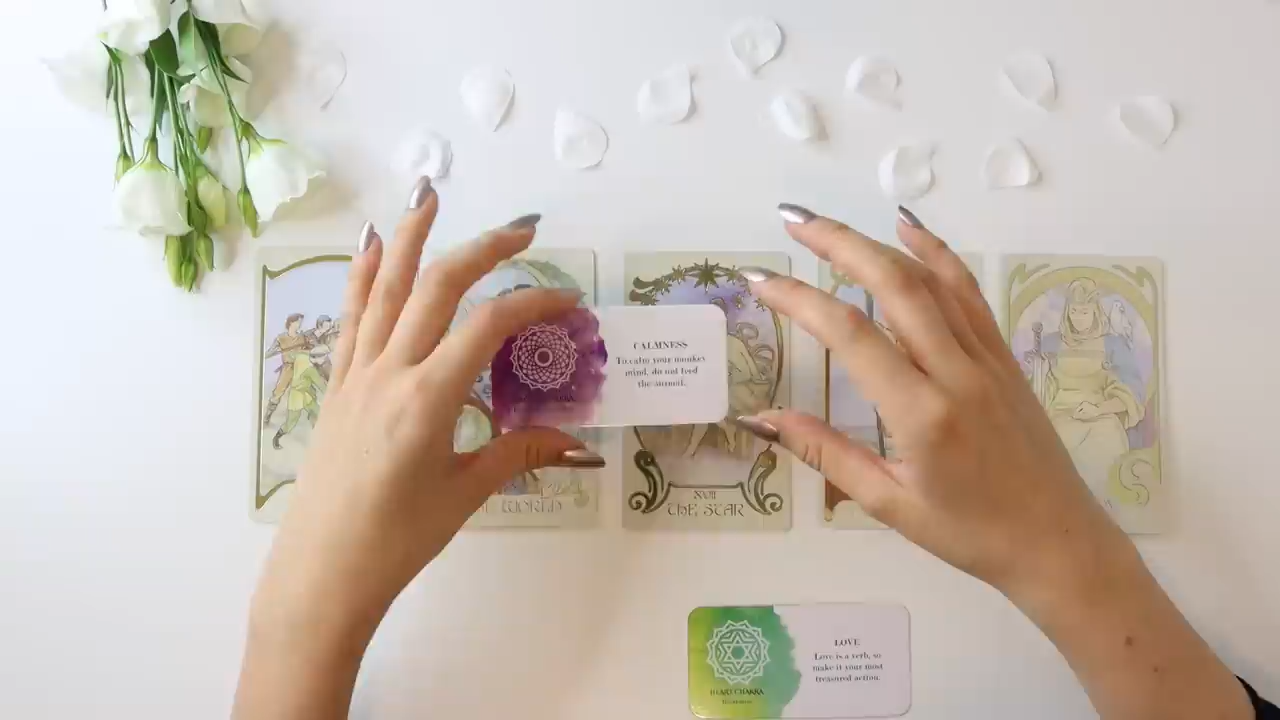 CALMNESS
To calm your monkey
mind, do not feed
the animal.
WORLD
XVII
THE STAR
LOVE
Love is a verb, so
make it your most
treasured action.
HEART CHAKRA